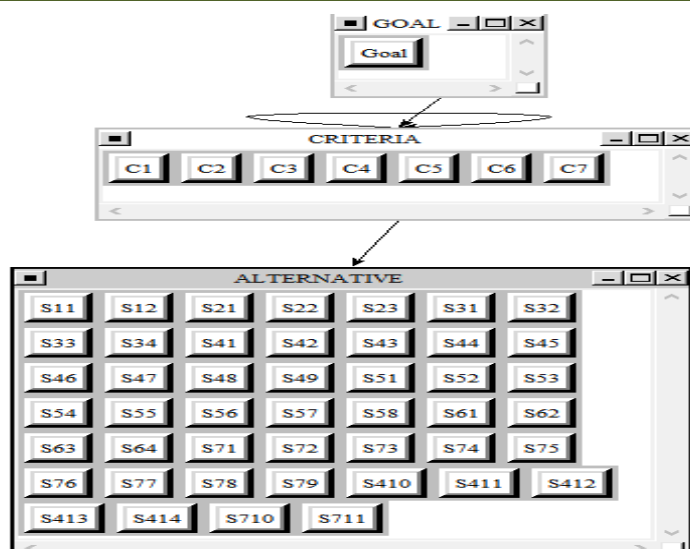 GOAL
Goal
CRITERIA
C1 C2 C3 C4 C5 C6 C7
ALTERNATIVE
S11 S12 S21 S22 S23 S31 S32
S33 S34 S41 S42 S43 S44 S45
S46 S47 S48 S49 S51 S52 S53
S54 S55 S56 S57 S58 S61 S62
S63 S64 S71 S72 S73 S74 S75
S76 S77 S78 S79 S410 S411 S412
S413 S414 S710 S711